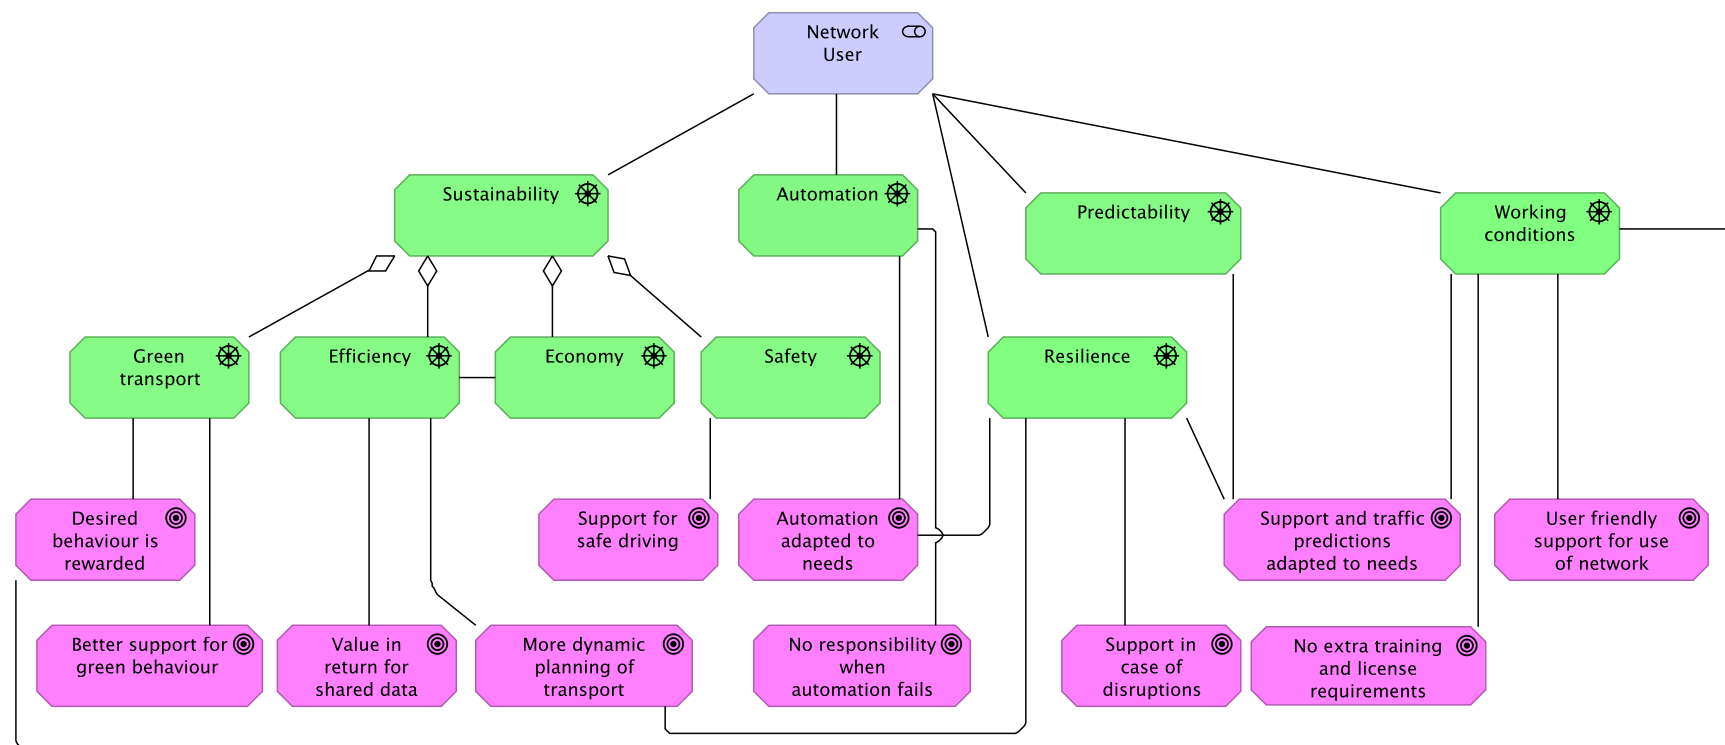 Network
User
Sustainability
Automation
Predictability
Working
conditions
Green
transport
Efficiency
Economy
Safety
Resilience
Desired
behaviour is
rewarded
Support for
safe driving
Automation
adapted to
needs
Support and traffic
predictions
adapted to needs
User friendly
support for use
of network
Better support for
green behaviour
Value in
return for
shared data
More dynamic
planning of
transport
No responsibility
when
automation fails
Support in
case of
disruptions
No extra training
and license
requirements